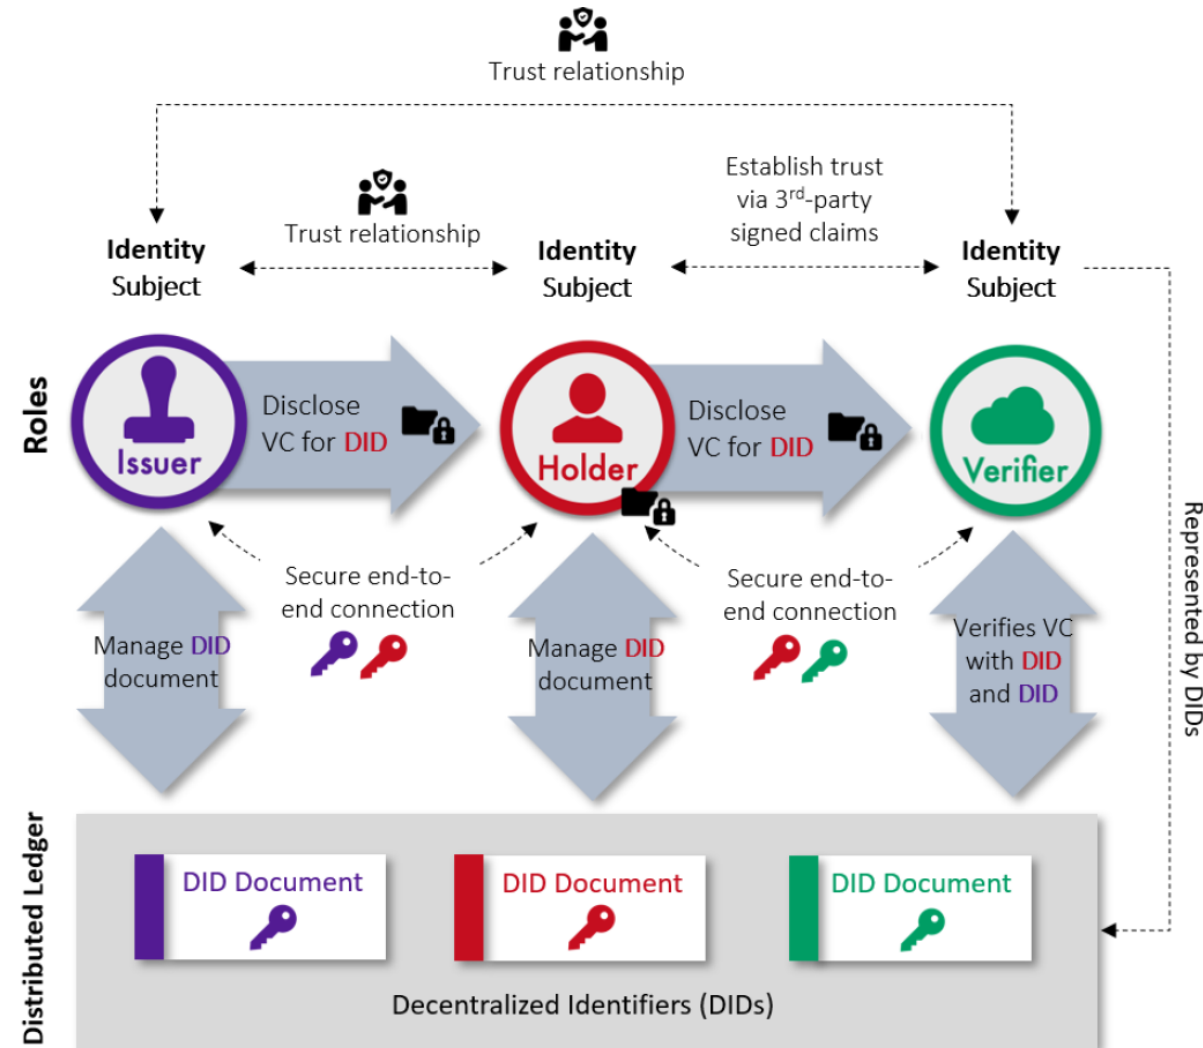 Trust relationship
Establish trust
via 3rd-party
signed claims
Trust relationship
Identity
Subject
Identity
Subject
Identity
Subject
Roles
Disclose
VC for DID
Disclose
VC for DID
Issuer
Holder
Verifier
Secure end-to-
end connection
Secure end-to-
end connection
Manage DID
document
Manage DID
document
Verifies VC
with DID
and DID
Represented by DIDs
Distributed Ledger
DID Document
DID Document
DID Document
Decentralized Identifiers (DIDs)